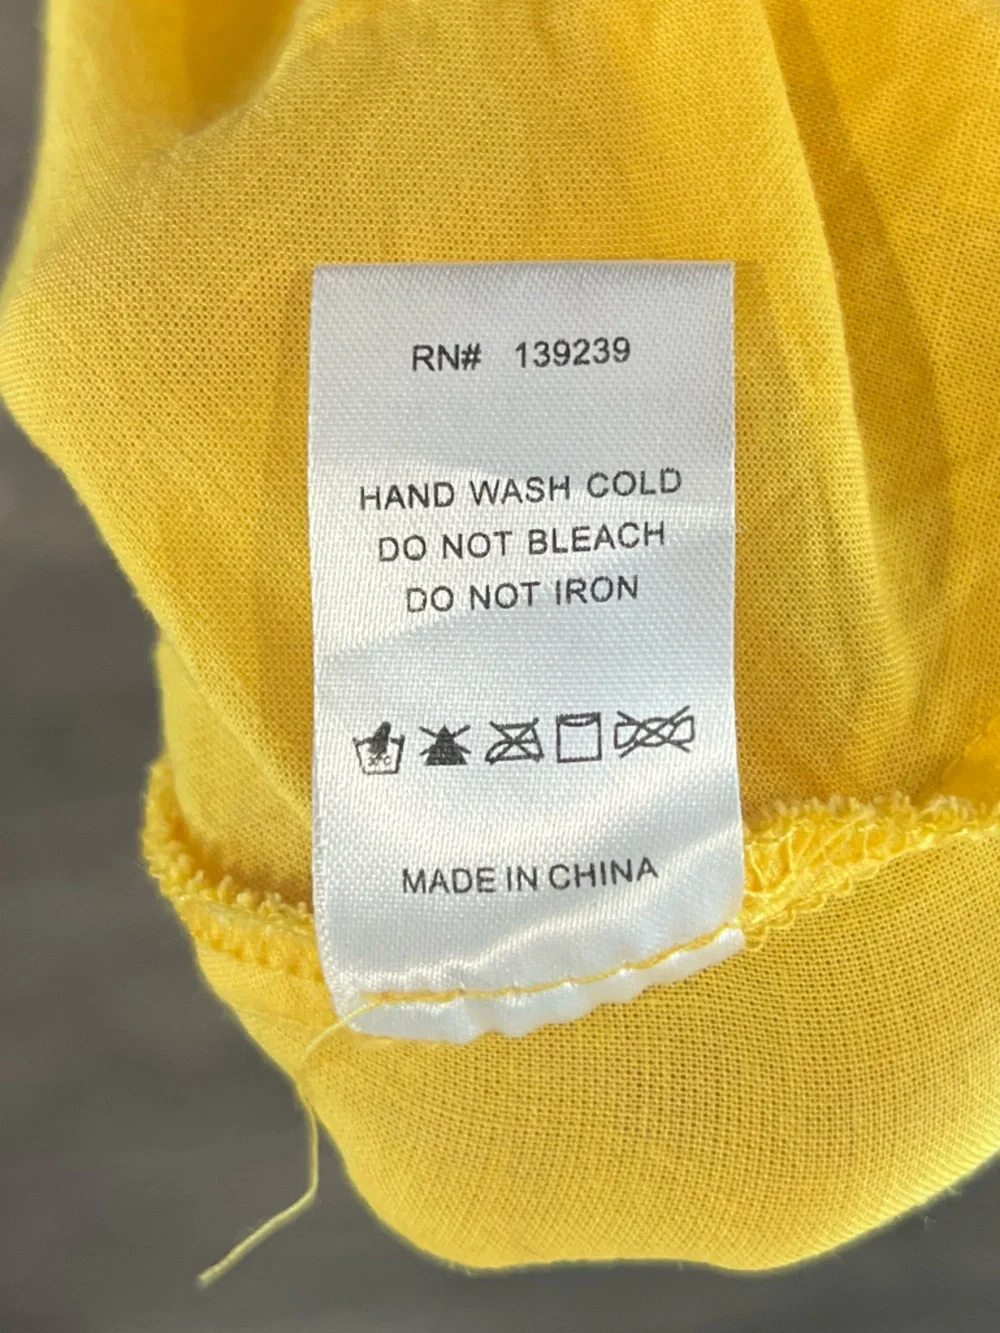 RN# 139239
HAND WASH COLD
DO NOT BLEACH
DO NOT IRON
MADE IN CHINA